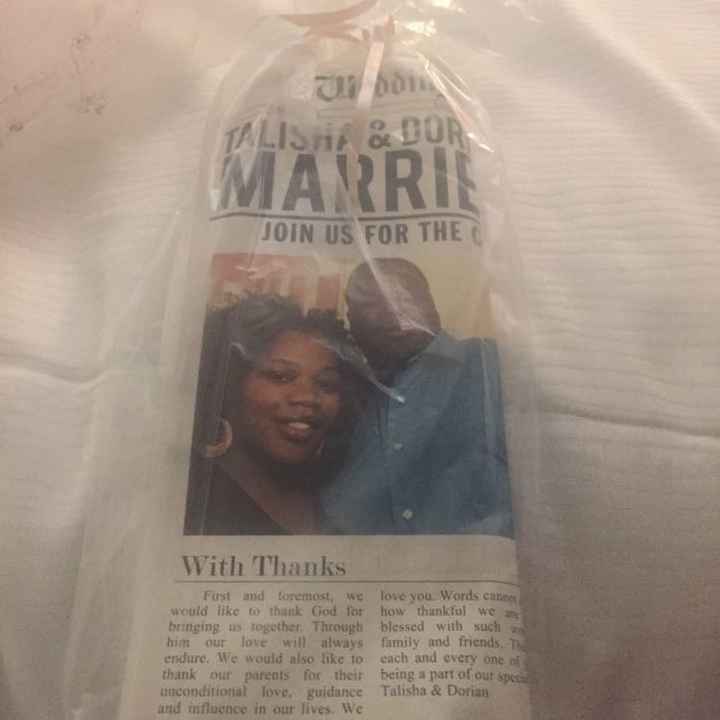 Wedding
TALISHA & DOR
MARRIE
JOIN US FOR THE
With Thanks
First and foremost, we
would like to thank God for
bringing us together. Through
him our love will always
endure. We would also like to
thank our parents for their
unconditional love, guidance
and influence in our lives. We
love you. Words cannot
how thankful we are
blessed with such
family and friends.
each and every one of
being a part of our special
Talisha & Dorian